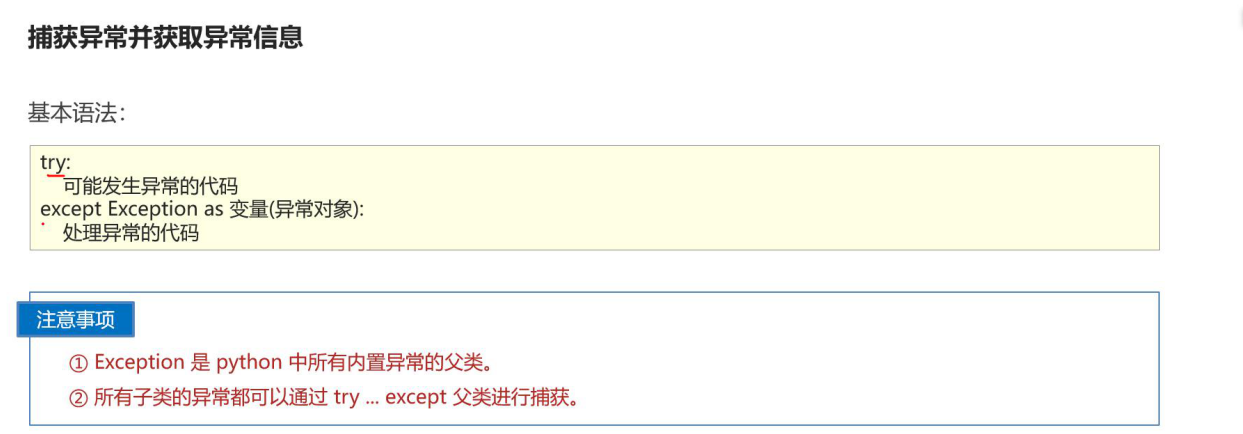 捕获异常并获取异常信息
基本语法：
try:
可能发生异常的代码
except Exception as 变量(异常对象):
处理异常的代码
注意事项
① Exception 是 python 中所有内置异常的父类。
② 所有子类的异常都可以通过 try ... except 父类进行捕获。